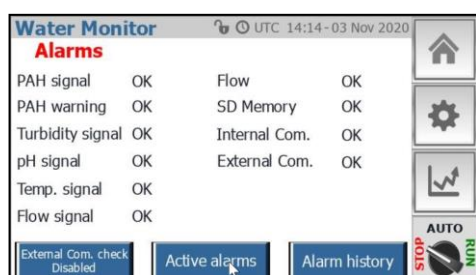 Water Monitor UTC 14:14-03 Nov 2020
Alarms
PAH signal OK Flow OK
PAH warning OK SD Memory OK
Turbidity signal OK Internal Com. OK
pH signal OK External Com. OK
Temp. signal OK
Flow signal OK
AUTO
STOP RUN
External Com. check
Disabled
Active alarms
Alarm history